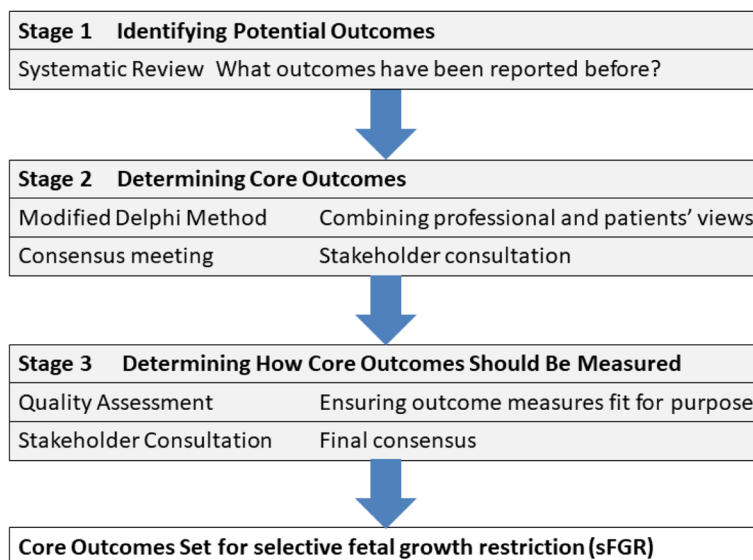 Stage 1 Identifying Potential Outcomes
Systematic Review What outcomes have been reported before?
Stage 2 Determining Core Outcomes
Modified Delphi Method Combining professional and patients’ views
Consensus meeting Stakeholder consultation
Stage 3 Determining How Core Outcomes Should Be Measured
Quality Assessment Ensuring outcome measures fit for purpose
Stakeholder Consultation Final consensus
Core Outcomes Set for selective fetal growth restriction (sFGR)